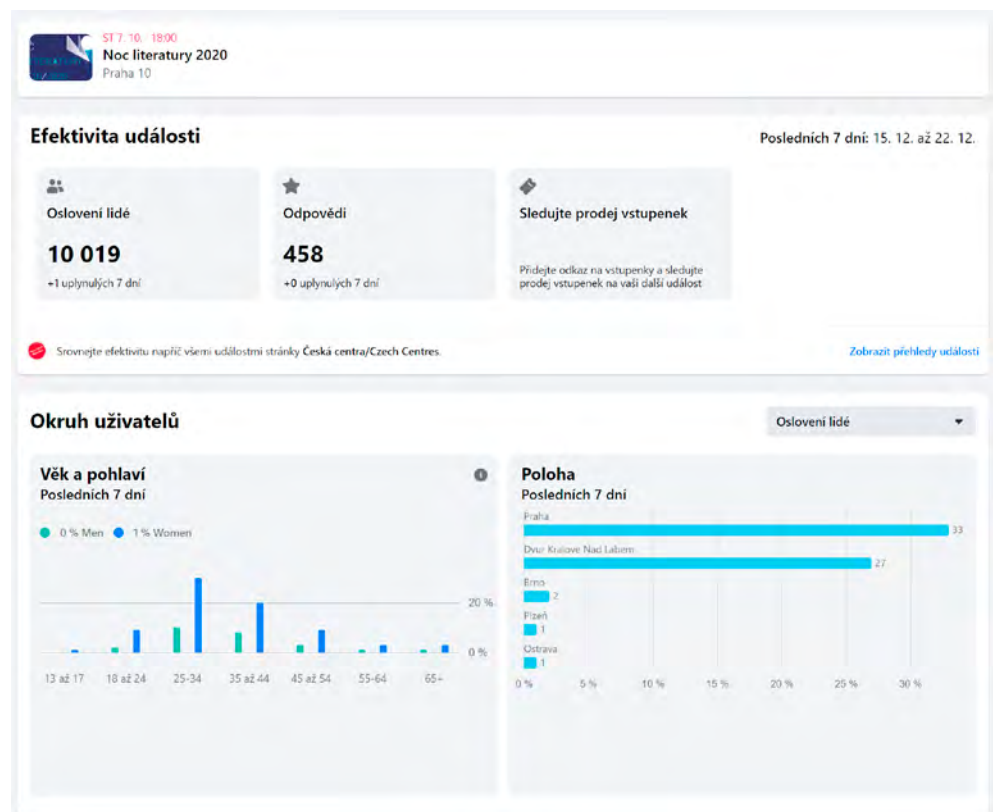 ST 7. 10. · 18:00
Noc literatury 2020
Praha 10
Efektivita události
Posledních 7 dní: 15. 12. až 22. 12.
Oslovení lidé
10 019
+1 uplynulých 7 dní
Odpovědi
458
+0 uplynulých 7 dní
Sledujte prodej vstupenek
Přidejte odkaz na vstupenky a sledujte
prodej vstupenek na vaši další událost
Srovnejte efektivitu napříč všemi událostmi stránky Česká centra/Czech Centres.
Zobrazit přehledy událostí
Okruh uživatelů
Oslovení lidé
Věk a pohlaví
Posledních 7 dní
0 % Men 1 % Women
20 %
0 %
13 až 17 18 až 24 25-34 35 až 44 45 až 54 55-64 65+
Poloha
Posledních 7 dní
Praha
33
Dvur Kralove Nad Labem
27
Brno
2
Plzeň
1
Ostrava
1
0 % 5 % 10 % 15 % 20 % 25 % 30 %